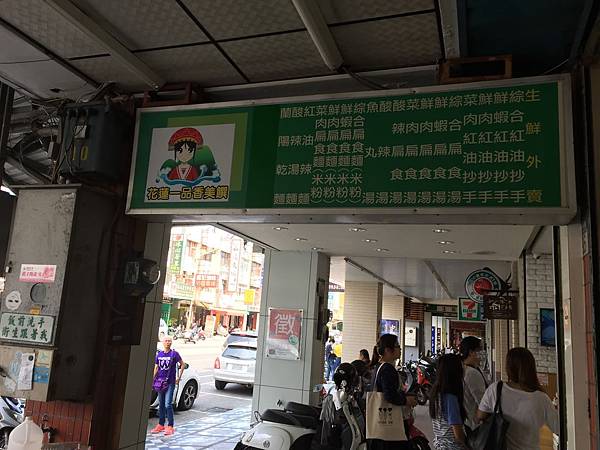 生鮮外賣
綜合紅油抄手
鮮蝦紅油抄手
鮮肉紅油抄手
菜肉紅油抄手
綜合扁食湯
鮮蝦扁食湯
鮮肉扁食湯
菜肉扁食湯
酸辣扁食湯
酸辣湯
魚丸湯
綜合扁食麵(米粉)
鮮蝦扁食麵(米粉)
鮮肉扁食麵(米粉)
菜肉扁食麵(米粉)
紅油辣麵
酸辣湯麵
蘭陽乾麵
花蓮一品香美饌
徵